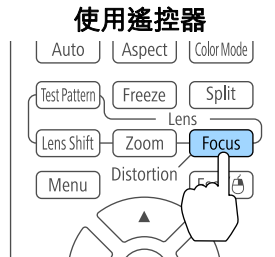 使用遙控器
Auto Aspect Color Mode
Test Pattern Freeze Split
Lens
Lens Shift Zoom Focus
Menu Distortion